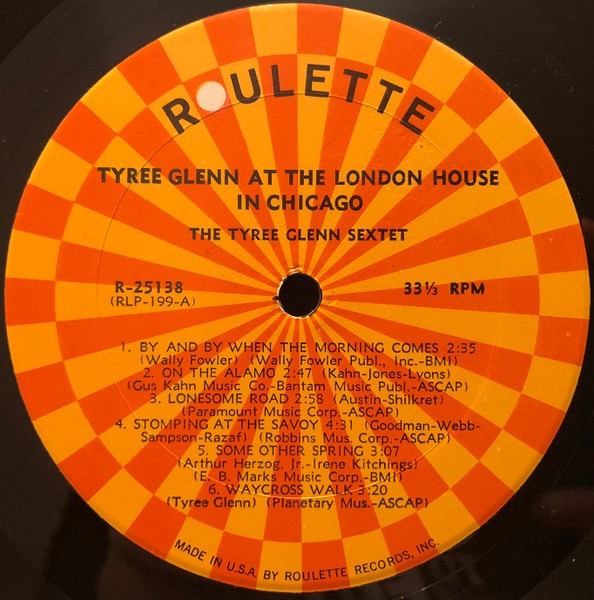 ROULETTE
TYREE GLENN AT THE LONDON HOUSE
IN CHICAGO
THE TYREE GLENN SEXTET
R-25138
(RLP-199-A)
33⅓ RPM
1. BY AND BY WHEN THE MORNING COMES 2:35
(Wally Fowler) (Wally Fowler Publ., Inc.-BMI)
2. ON THE ALAMO 2:47 (Kahn-Jones-Lyons)
(Gus Kahn Music Co.-Bantam Music Publ.-ASCAP)
3. LONESOME ROAD 2:58 (Austin-Shilkret)
(Paramount Music Corp.-ASCAP)
4. STOMPING AT THE SAVOY 4:31 (Goodman-Webb-
Sampson-Razaf) (Robbins Mus. Corp.-ASCAP)
5. SOME OTHER SPRING 3:07
(Arthur Herzog, Jr.-Irene Kitchings)
(E. B. Marks Music Corp.-BMI)
6. WAYCROSS WALK 3:20
(Tyree Glenn) (Planetary Mus.-ASCAP)
MADE IN U.S.A. BY ROULETTE RECORDS, INC.